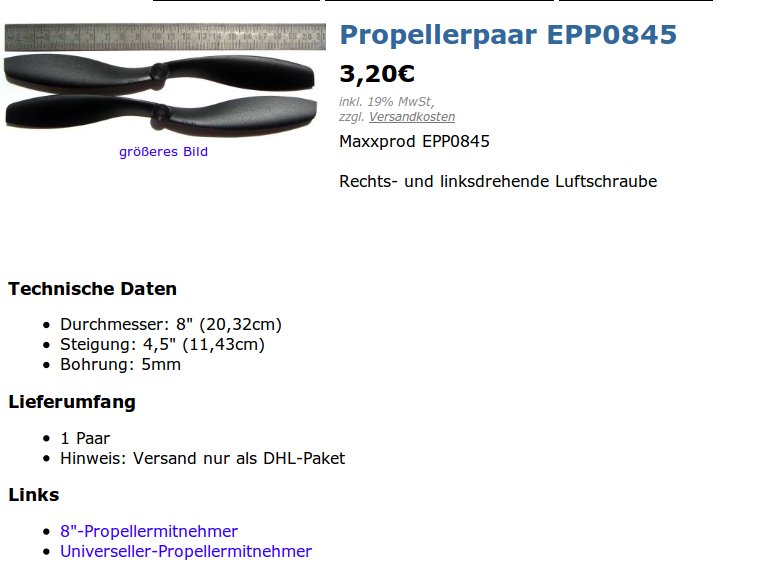 Propellerpaar EPP0845
3,20€
inkl. 19% MwSt,
zzgl. Versandkosten
größeres Bild
Maxxprod EPP0845
Rechts- und linksdrehende Luftschraube
Technische Daten
Durchmesser: 8" (20,32cm)
Steigung: 4,5" (11,43cm)
Bohrung: 5mm
Lieferumfang
1 Paar
Hinweis: Versand nur als DHL-Paket
Links
8"-Propellermitnehmer
Universeller-Propellermitnehmer